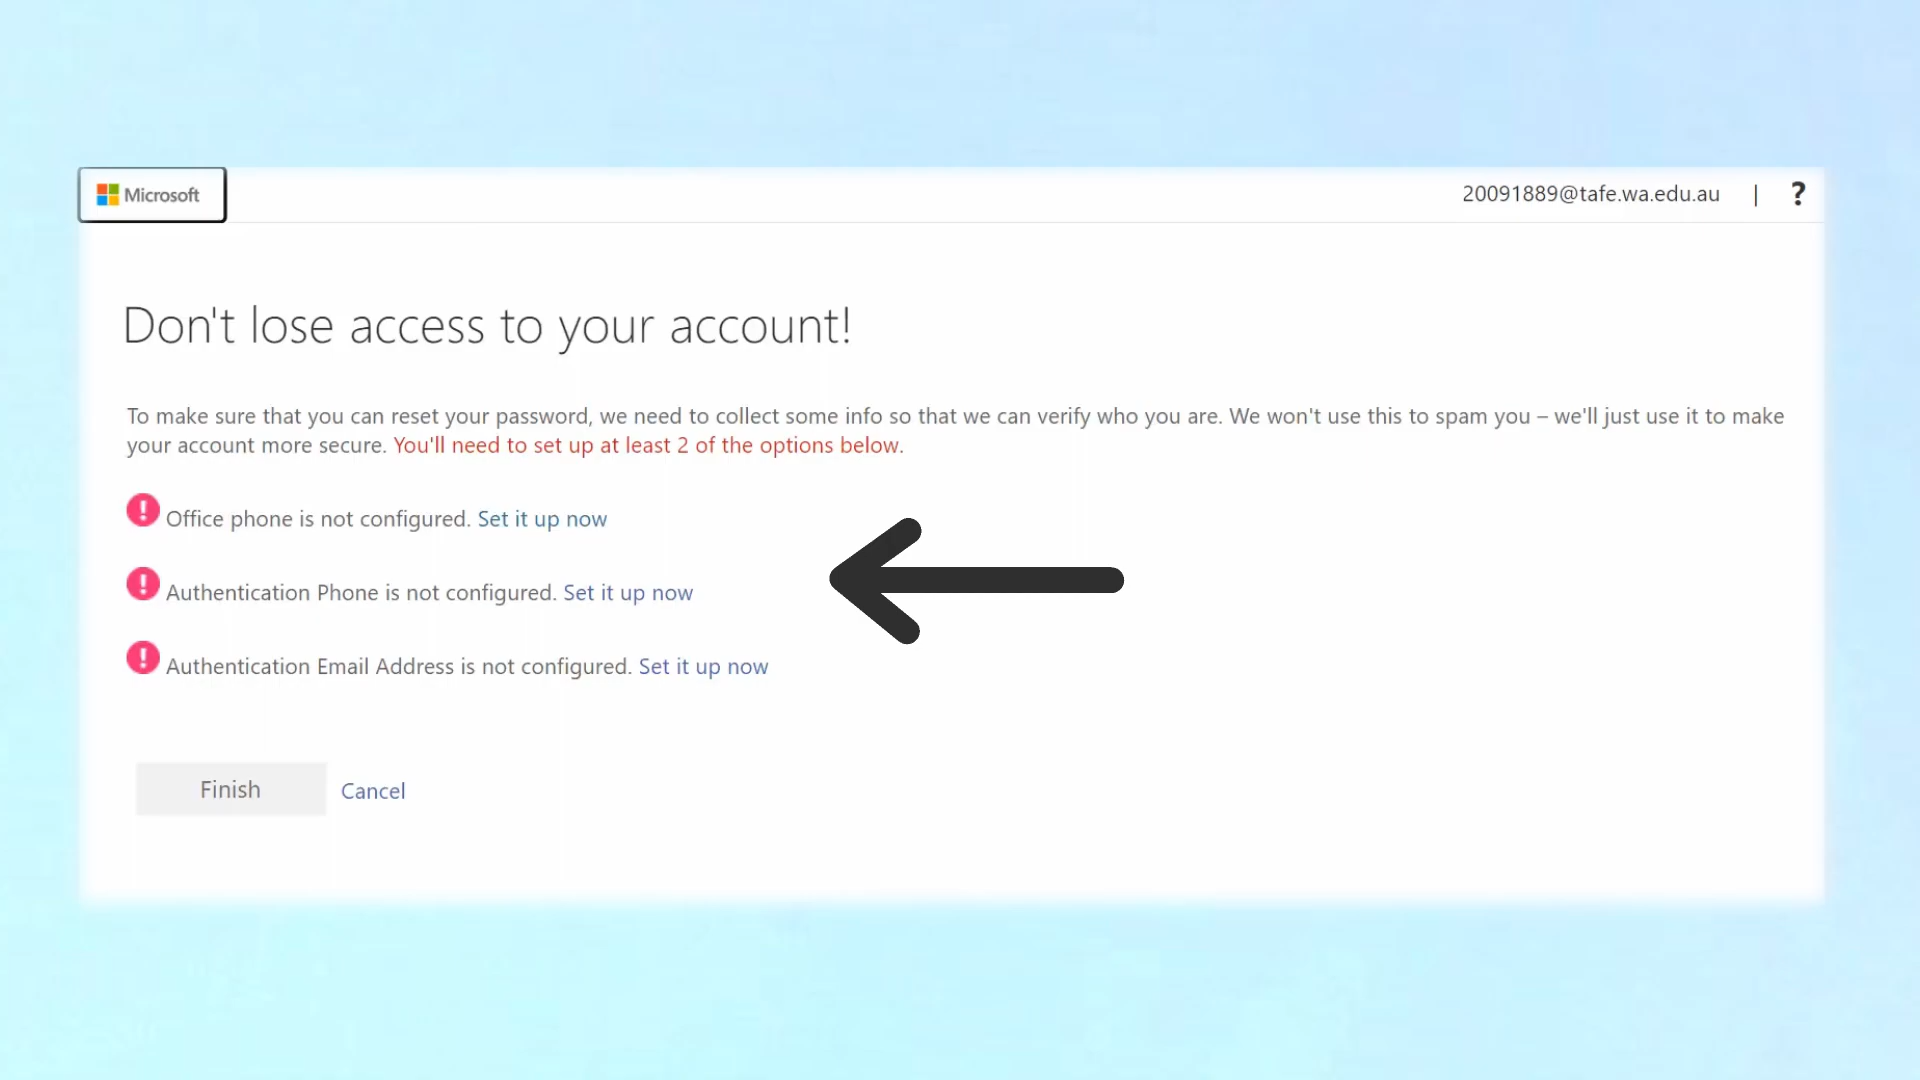 Microsoft
20091889@tafe.wa.edu.au | ?
Don't lose access to your account!
To make sure that you can reset your password, we need to collect some info so that we can verify who you are. We won't use this to spam you – we'll just use it to make
your account more secure. You'll need to set up at least 2 of the options below.
! Office phone is not configured. Set it up now
! Authentication Phone is not configured. Set it up now
! Authentication Email Address is not configured. Set it up now
Finish Cancel